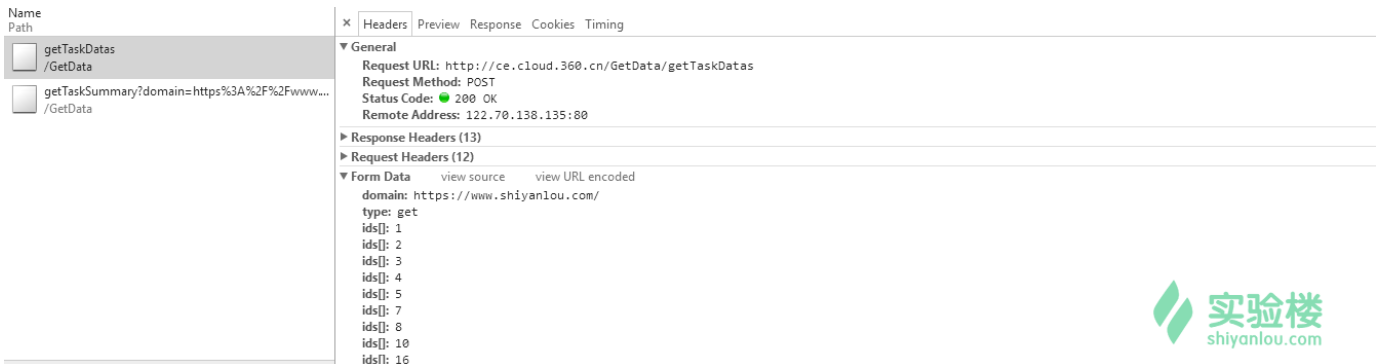 Name
Path
getTaskDatas
/GetData
getTaskSummary?domain=https%3A%2F%2Fwww....
/GetData
× Headers Preview Response Cookies Timing
▼ General
Request URL: http://ce.cloud.360.cn/GetData/getTaskDatas
Request Method: POST
Status Code: 200 OK
Remote Address: 122.70.138.135:80
▶ Response Headers (13)
▶ Request Headers (12)
▼ Form Data view source view URL encoded
domain: https://www.shiyanlou.com/
type: get
ids[]: 1
ids[]: 2
ids[]: 3
ids[]: 4
ids[]: 5
ids[]: 7
ids[]: 8
ids[]: 10
ids[]: 16
实验楼
shiyanlou.com